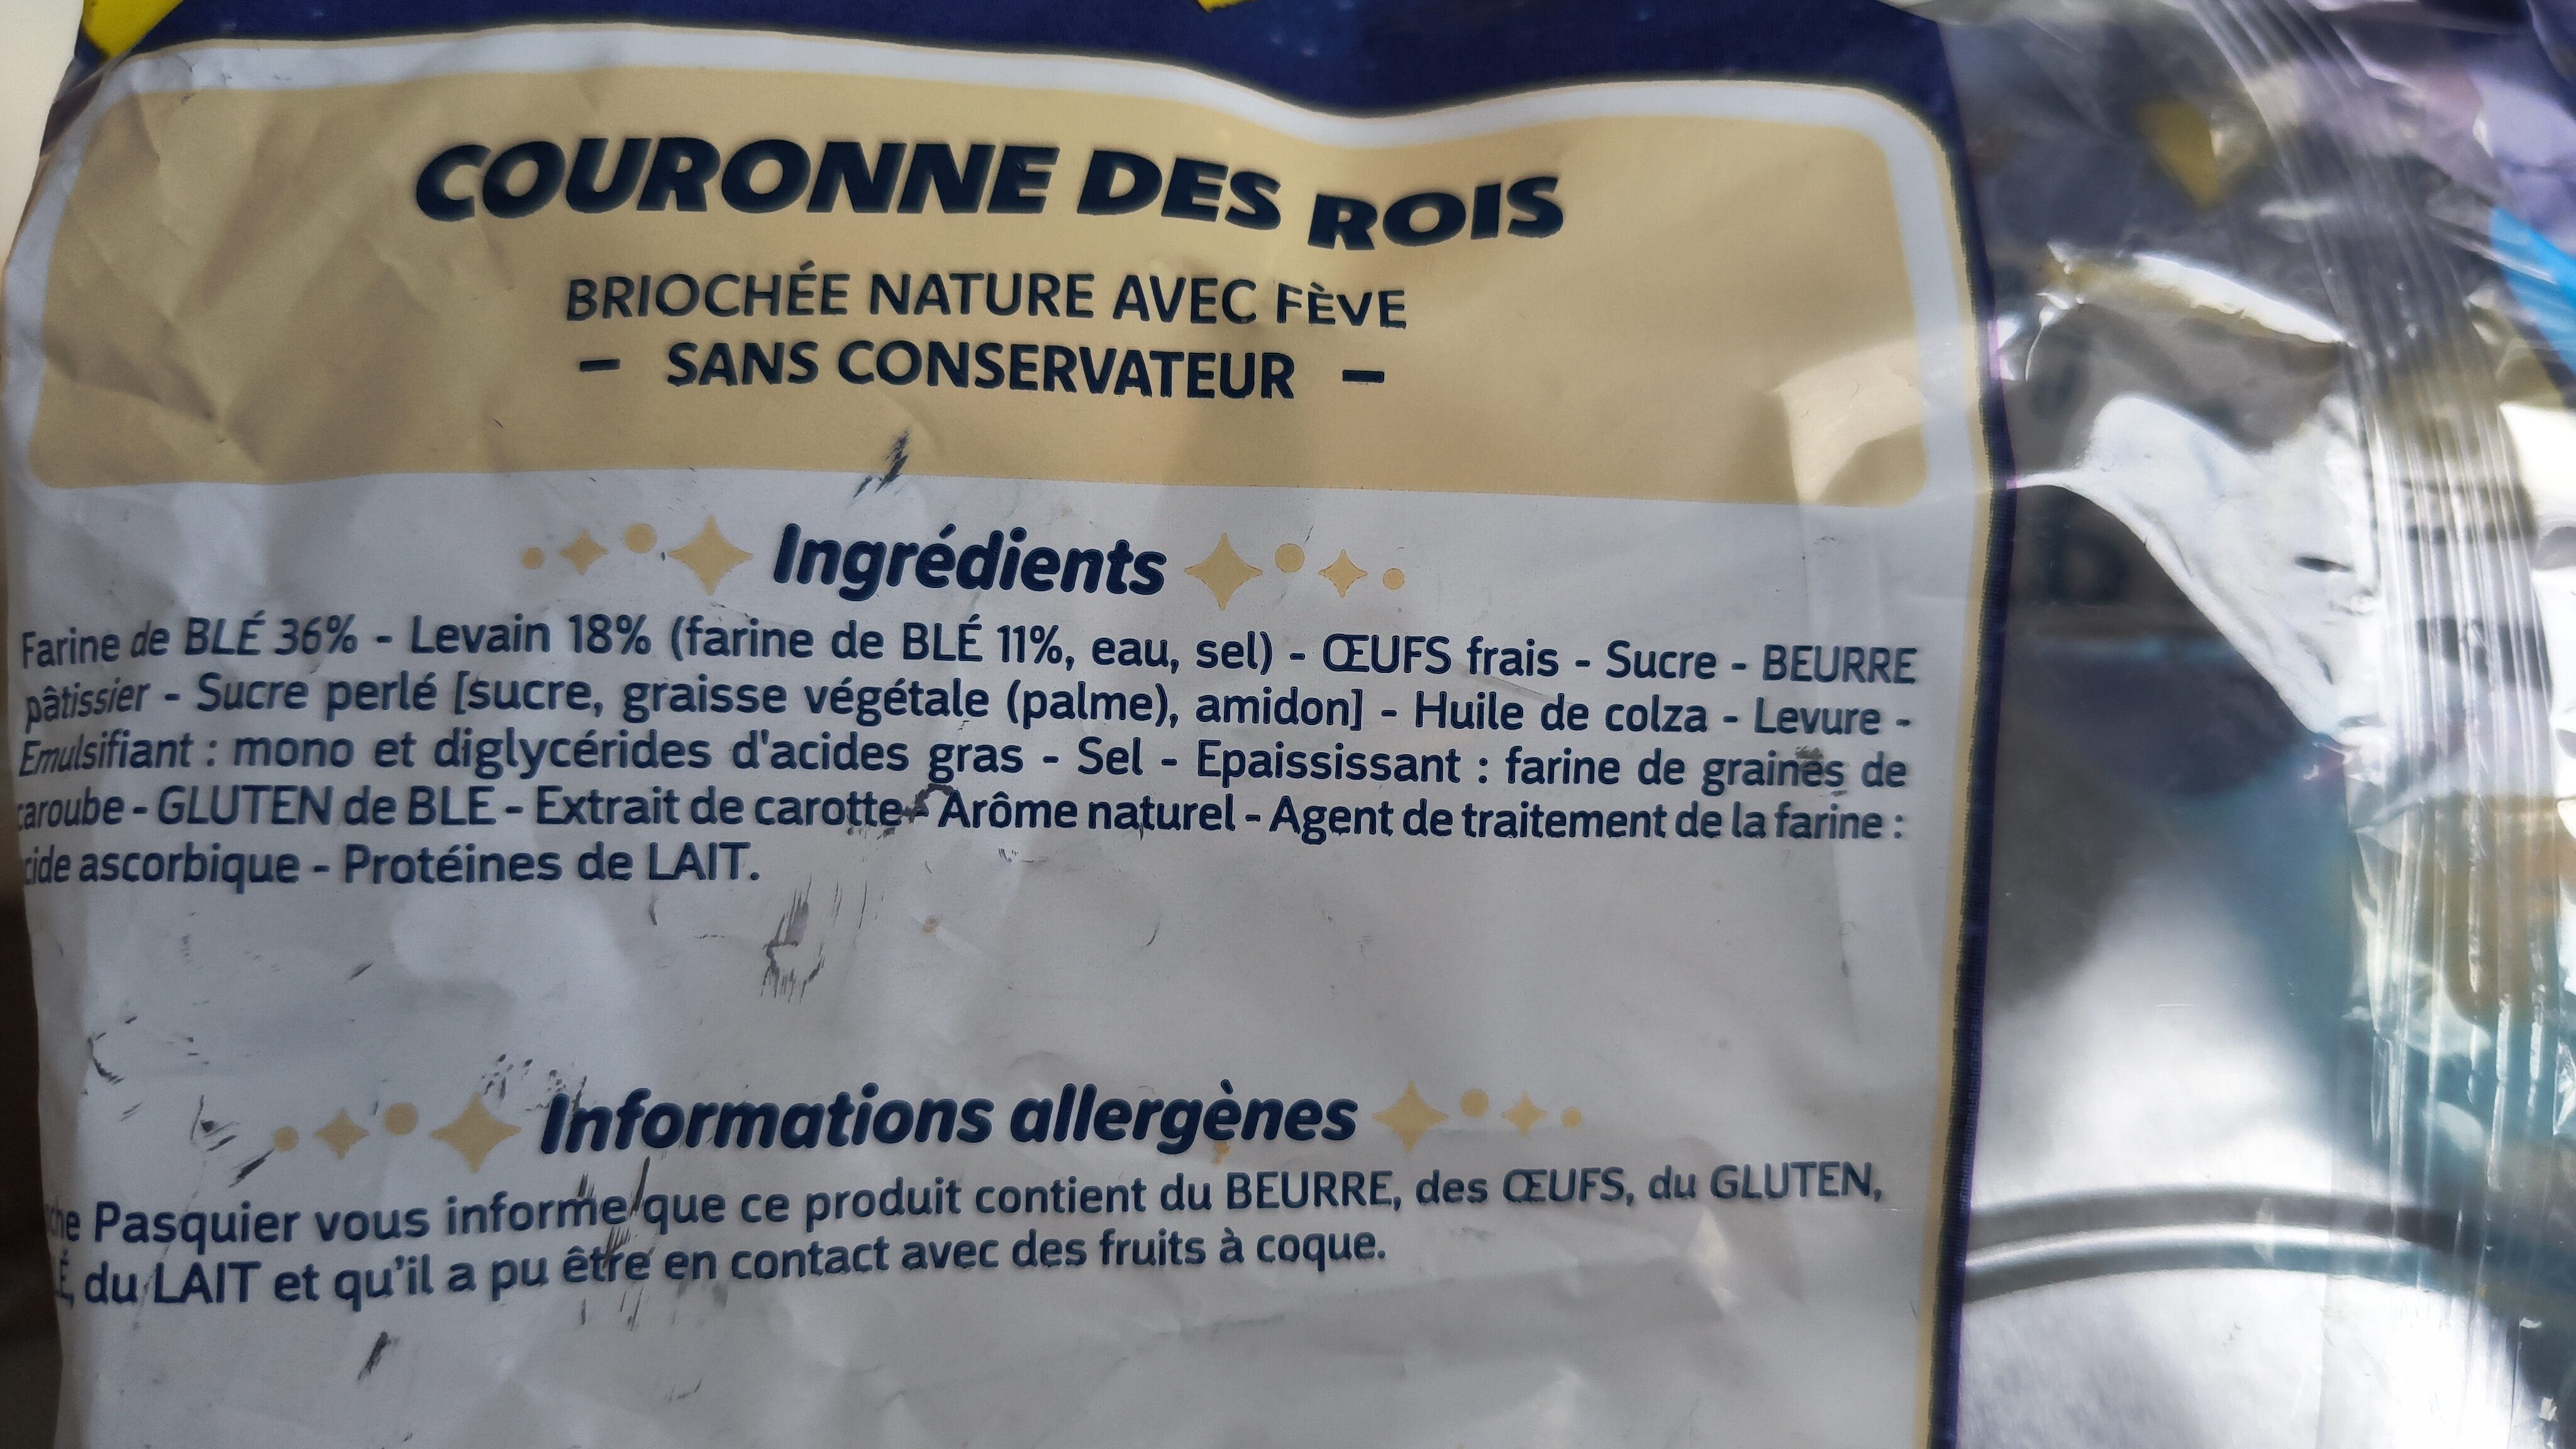 COURONNE DES ROIS
BRIOCHÉE NATURE AVEC FÈVE
– SANS CONSERVATEUR –
Ingrédients
Farine de BLÉ 36% - Levain 18% (farine de BLÉ 11%, eau, sel) - ŒUFS frais - Sucre - BEURRE
pâtissier - Sucre perlé [sucre, graisse végétale (palme), amidon] - Huile de colza - Levure -
Emulsifiant : mono et diglycérides d'acides gras - Sel - Epaississant : farine de graines de
caroube - GLUTEN de BLE - Extrait de carotte - Arôme naturel - Agent de traitement de la farine :
cide ascorbique - Protéines de LAIT.
Informations allergènes
che Pasquier vous informe que ce produit contient du BEURRE, des ŒUFS, du GLUTEN,
É, du LAIT et qu'il a pu être en contact avec des fruits à coque.